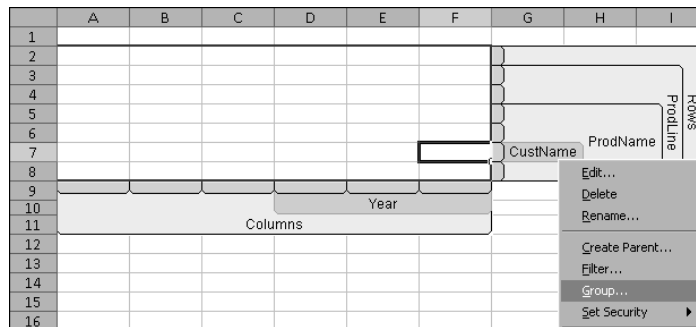 A B C D E F G H I
1
2
3
4
5
6
7
8
9
10
11
12
13
14
15
16
Rows
ProdLine
ProdName
CustName
Year
Columns
Edit...
Delete
Rename...
Create Parent...
Filter...
Group...
Set Security